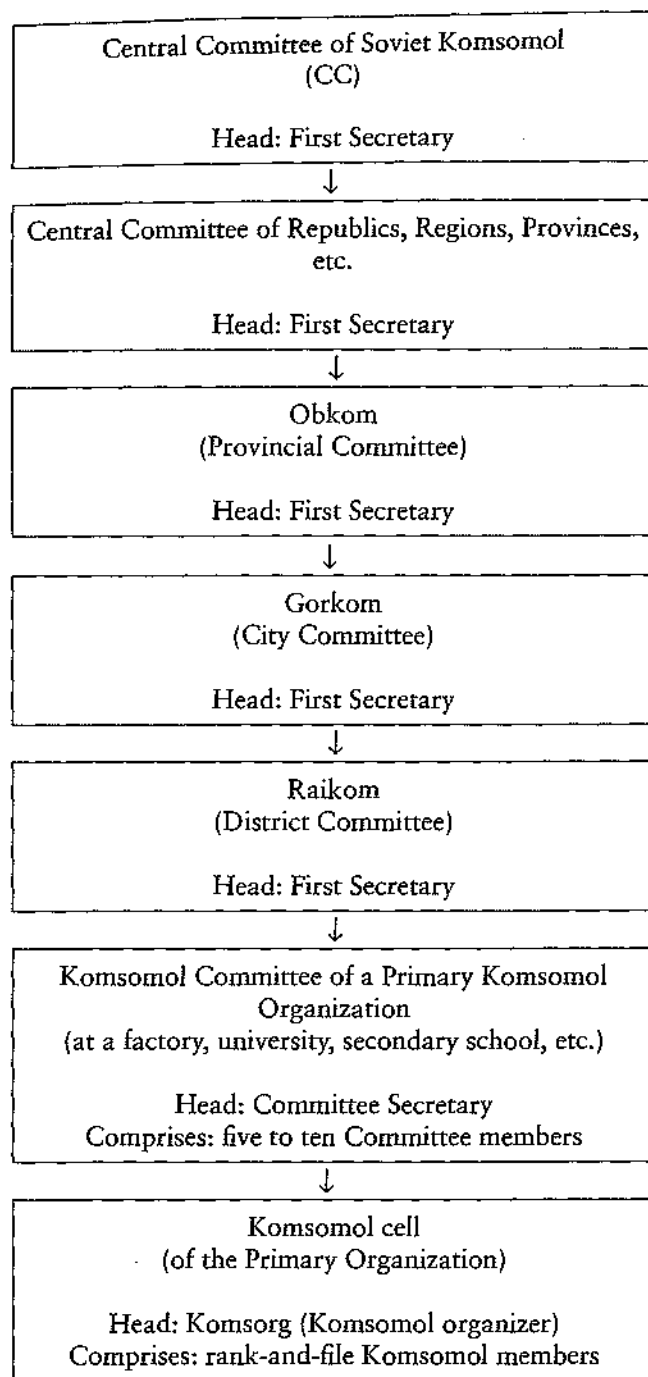 Central Committee of Soviet Komsomol
(CC)
Head: First Secretary
↓
Central Committee of Republics, Regions, Provinces,
etc.
Head: First Secretary
↓
Obkom
(Provincial Committee)
Head: First Secretary
↓
Gorkom
(City Committee)
Head: First Secretary
↓
Raikom
(District Committee)
Head: First Secretary
↓
Komsomol Committee of a Primary Komsomol
Organization
(at a factory, university, secondary school, etc.)
Head: Committee Secretary
Comprises: five to ten Committee members
↓
Komsomol cell
(of the Primary Organization)
Head: Komsorg (Komsomol organizer)
Comprises: rank-and-file Komsomol members